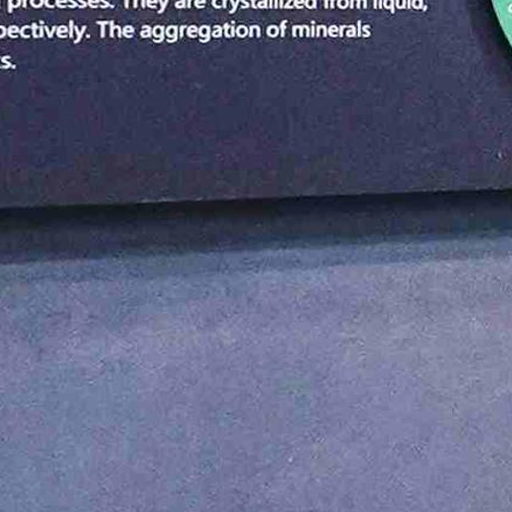 processes. They are crystallized from liquid,
pectively. The aggregation of minerals
s.